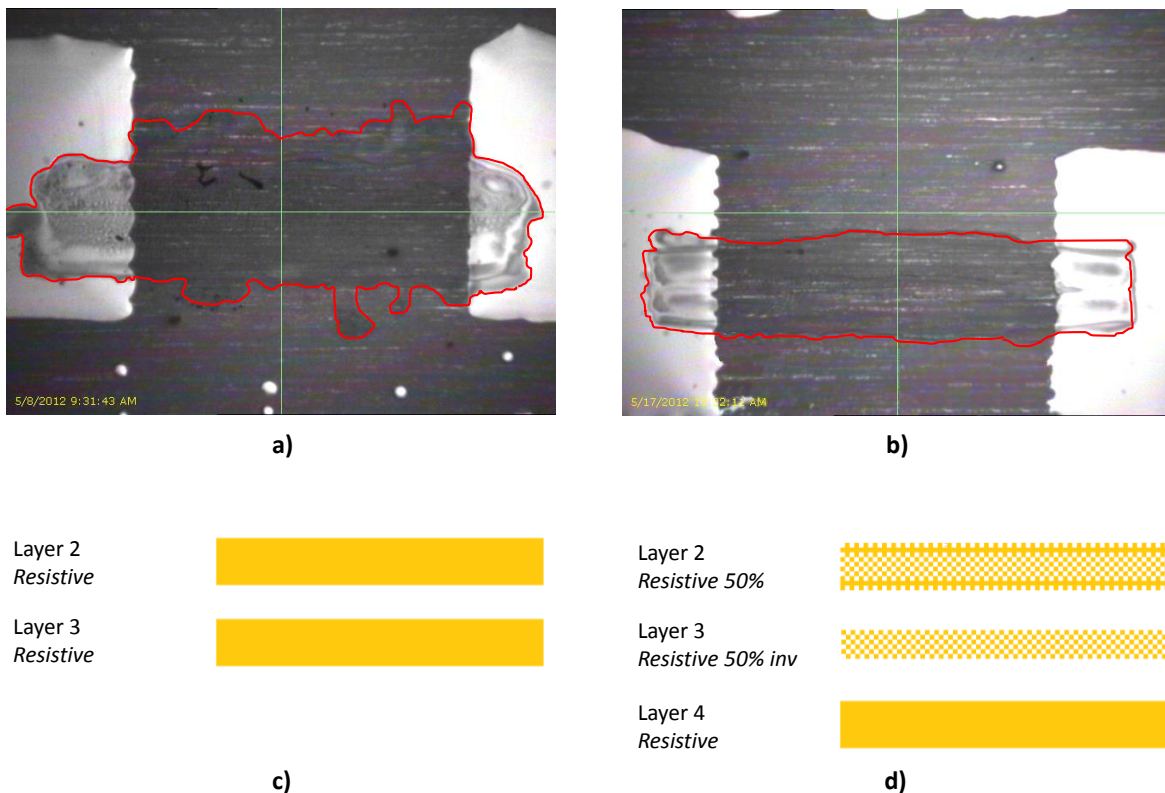 5/8/2012 9:31:43 AM
a)
b)
Layer 2
Resistive
Layer 3
Resistive
c)
Layer 2
Resistive 50%
Layer 3
Resistive 50% inv
Layer 4
Resistive
d)